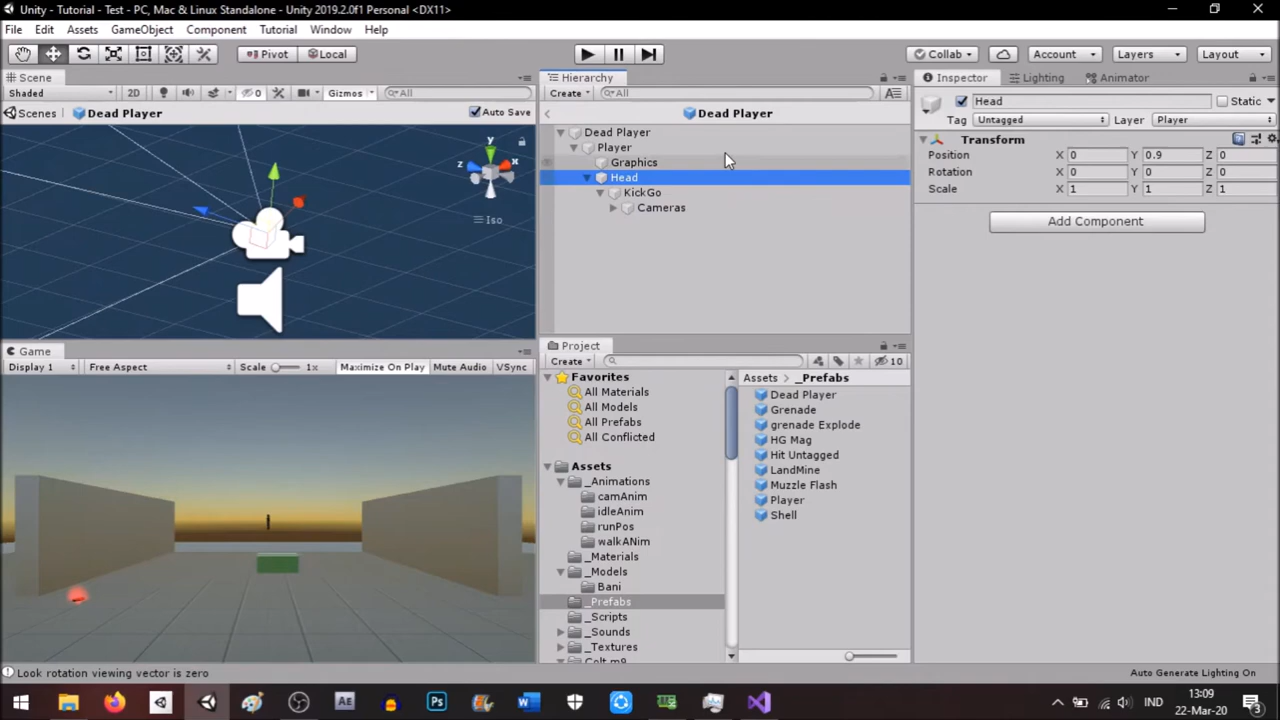 Unity - Tutorial - Test - PC, Mac & Linux Standalone - Unity 2019.2.0f1 Personal <DX11>
File Edit Assets GameObject Component Tutorial Window Help
Pivot Local Collab Account Layers Layout
Scene
Shaded 2D 0 Gizmos All
Scenes Dead Player Auto Save
y
z x
Iso
Game
Display 1 Free Aspect Scale 1x Maximize On Play Mute Audio VSync
Hierarchy
Create All
Dead Player
Dead Player
Player
Graphics
Head
KickGo
Cameras
Project
Create 10
Favorites
All Materials
All Models
All Prefabs
All Conflicted
Assets
_Animations
camAnim
idleAnim
runPos
walkANim
_Materials
_Models
Bani
_Prefabs
_Scripts
_Sounds
_Textures
Colt m9
Assets > _Prefabs
Dead Player
Grenade
grenade Explode
HG Mag
Hit Untagged
LandMine
Muzzle Flash
Player
Shell
Inspector Lighting Animator
Head Static
Tag Untagged Layer Player
Transform
Position X 0 Y 0.9 Z 0
Rotation X 0 Y 0 Z 0
Scale X 1 Y 1 Z 1
Add Component
Look rotation viewing vector is zero
Auto Generate Lighting On
Ae Ps IND 13:09
22-Mar-20
3